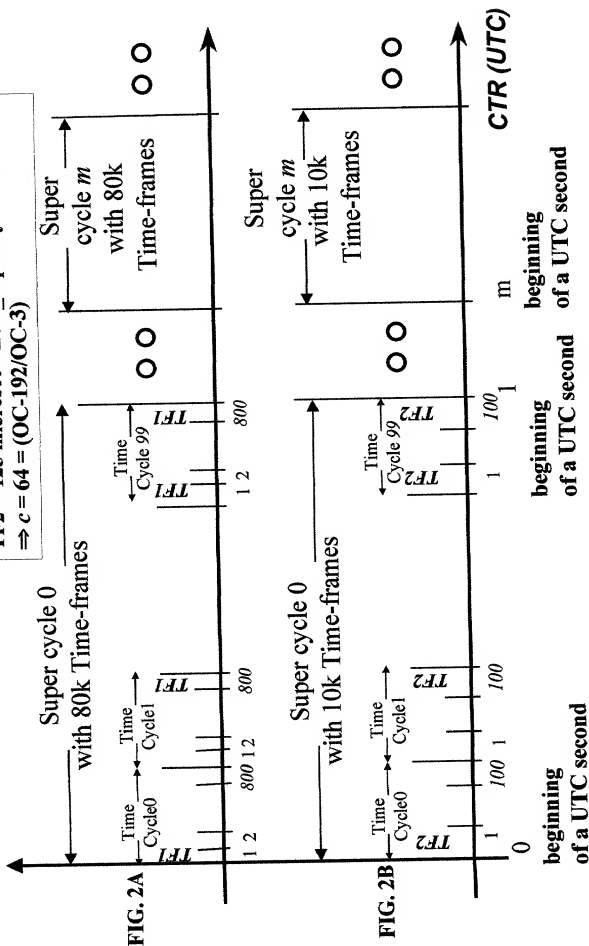 ⇒ c = 64 = (OC-192/OC-3)
FIG. 2A
Super cycle 0
with 80k Time-frames
Super
cycle m
with 80k
Time-frames
Time
Cycle0
Time
Cycle1
Time
Cycle 99
TF1
TF1
TF1
TF1
1 2
800
1 2
800
1 2
800
FIG. 2B
Super cycle 0
with 10k Time-frames
Super
cycle m
with 10k
Time-frames
Time
Cycle0
Time
Cycle1
Time
Cycle 99
TF2
TF2
TF2
TF2
1
100
1
100
1
100
0
1
m
CTR (UTC)
beginning
of a UTC second
beginning
of a UTC second
beginning
of a UTC second